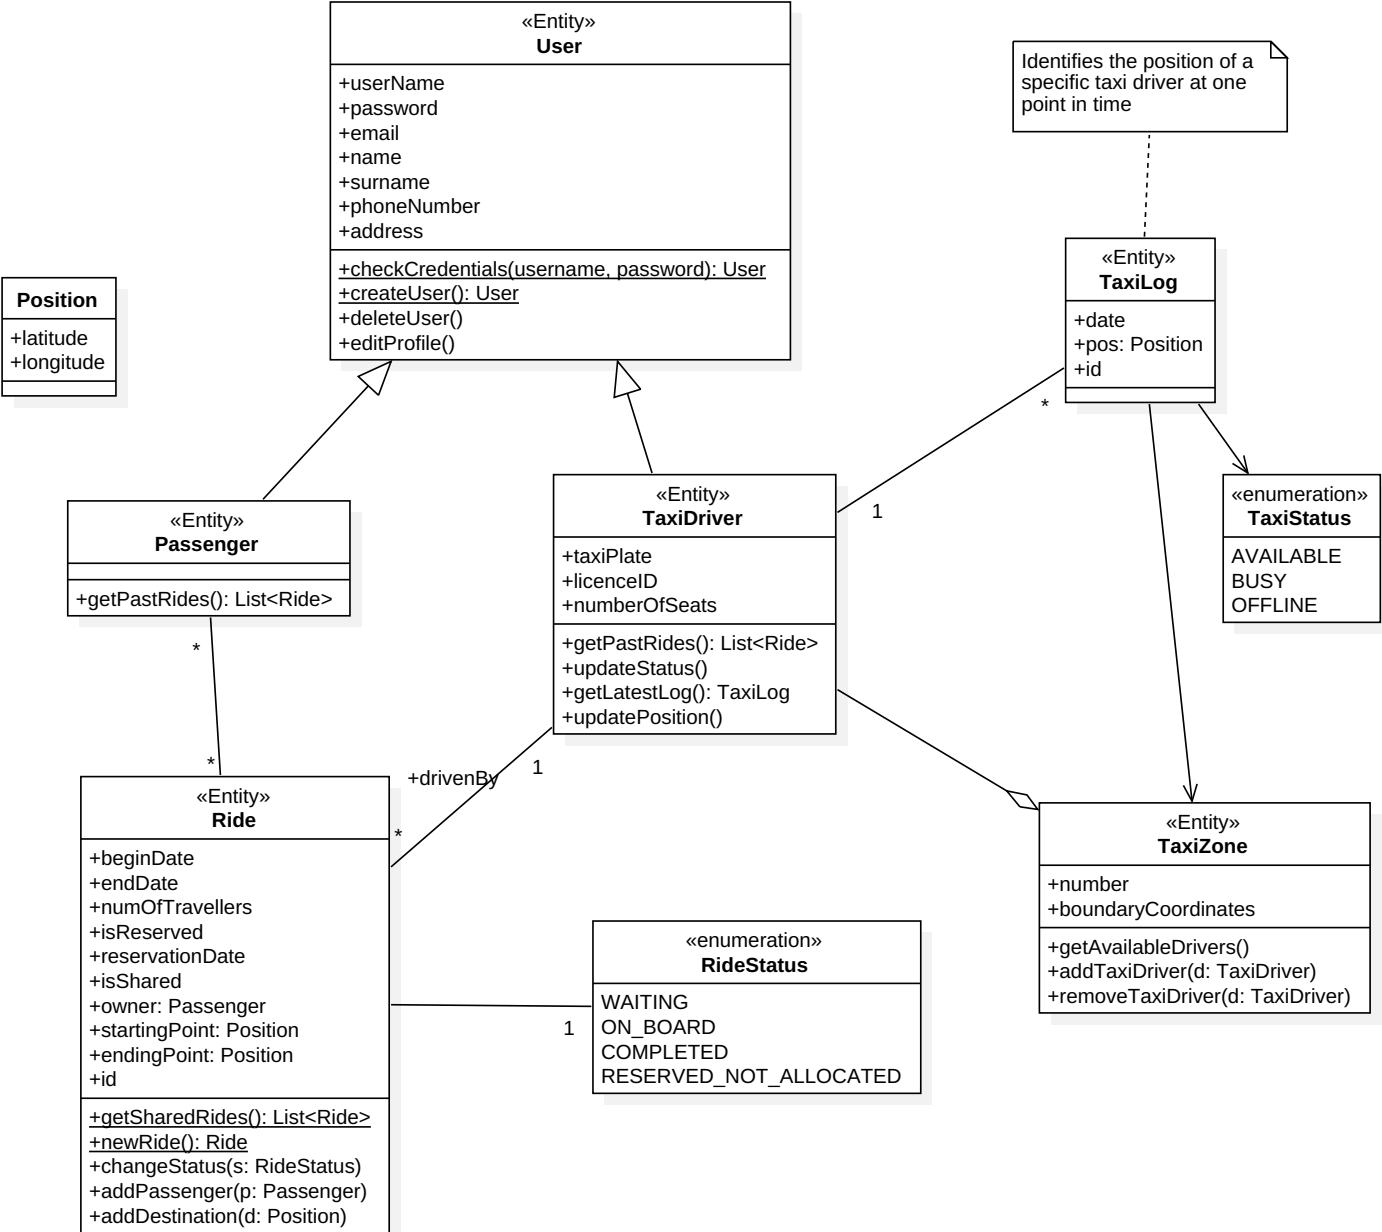 «Entity»
User
+userName
+password
+email
+name
+surname
+phoneNumber
+address
+checkCredentials(username, password): User
+createUser(): User
+deleteUser()
+editProfile()
Identifies the position of a
specific taxi driver at one
point in time
Position
+latitude
+longitude
«Entity»
TaxiLog
+date
+pos: Position
+id
*
1
«Entity»
Passenger
+getPastRides(): List<Ride>
*
*
«Entity»
TaxiDriver
+taxiPlate
+licenceID
+numberOfSeats
+getPastRides(): List<Ride>
+updateStatus()
+getLatestLog(): TaxiLog
+updatePosition()
«enumeration»
TaxiStatus
AVAILABLE
BUSY
OFFLINE
+drivenBy
1
*
«Entity»
Ride
+beginDate
+endDate
+numOfTravellers
+isReserved
+reservationDate
+isShared
+owner: Passenger
+startingPoint: Position
+endingPoint: Position
+id
+getSharedRides(): List<Ride>
+newRide(): Ride
+changeStatus(s: RideStatus)
+addPassenger(p: Passenger)
+addDestination(d: Position)
1
«enumeration»
RideStatus
WAITING
ON_BOARD
COMPLETED
RESERVED_NOT_ALLOCATED
«Entity»
TaxiZone
+number
+boundaryCoordinates
+getAvailableDrivers()
+addTaxiDriver(d: TaxiDriver)
+removeTaxiDriver(d: TaxiDriver)